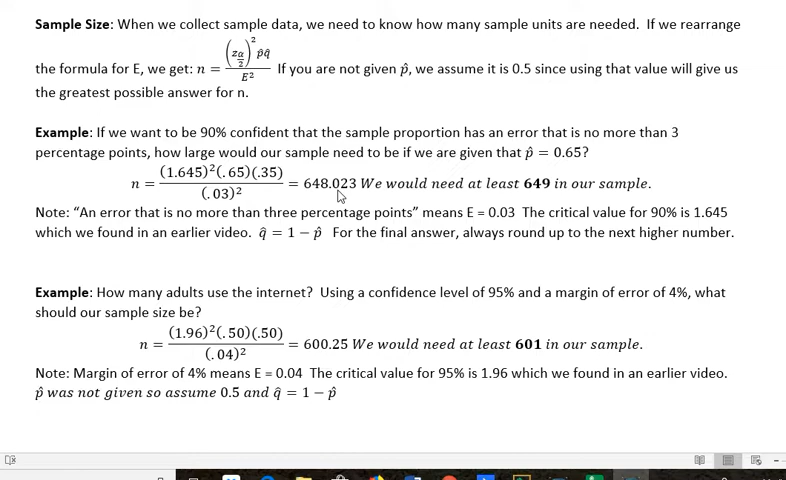 Sample Size: When we collect sample data, we need to know how many sample units are needed. If we rearrange
the formula for E, we get: n = (z_{α/2})² p̂q̂ / E² If you are not given p̂, we assume it is 0.5 since using that value will give us
the greatest possible answer for n.
Example: If we want to be 90% confident that the sample proportion has an error that is no more than 3
percentage points, how large would our sample need to be if we are given that p̂ = 0.65?
n = (1.645)²(.65)(.35) / (.03)² = 648.023 We would need at least 649 in our sample.
Note: “An error that is no more than three percentage points” means E = 0.03 The critical value for 90% is 1.645
which we found in an earlier video. q̂ = 1 − p̂ For the final answer, always round up to the next higher number.
Example: How many adults use the internet? Using a confidence level of 95% and a margin of error of 4%, what
should our sample size be?
n = (1.96)²(.50)(.50) / (.04)² = 600.25 We would need at least 601 in our sample.
Note: Margin of error of 4% means E = 0.04 The critical value for 95% is 1.96 which we found in an earlier video.
p̂ was not given so assume 0.5 and q̂ = 1 − p̂